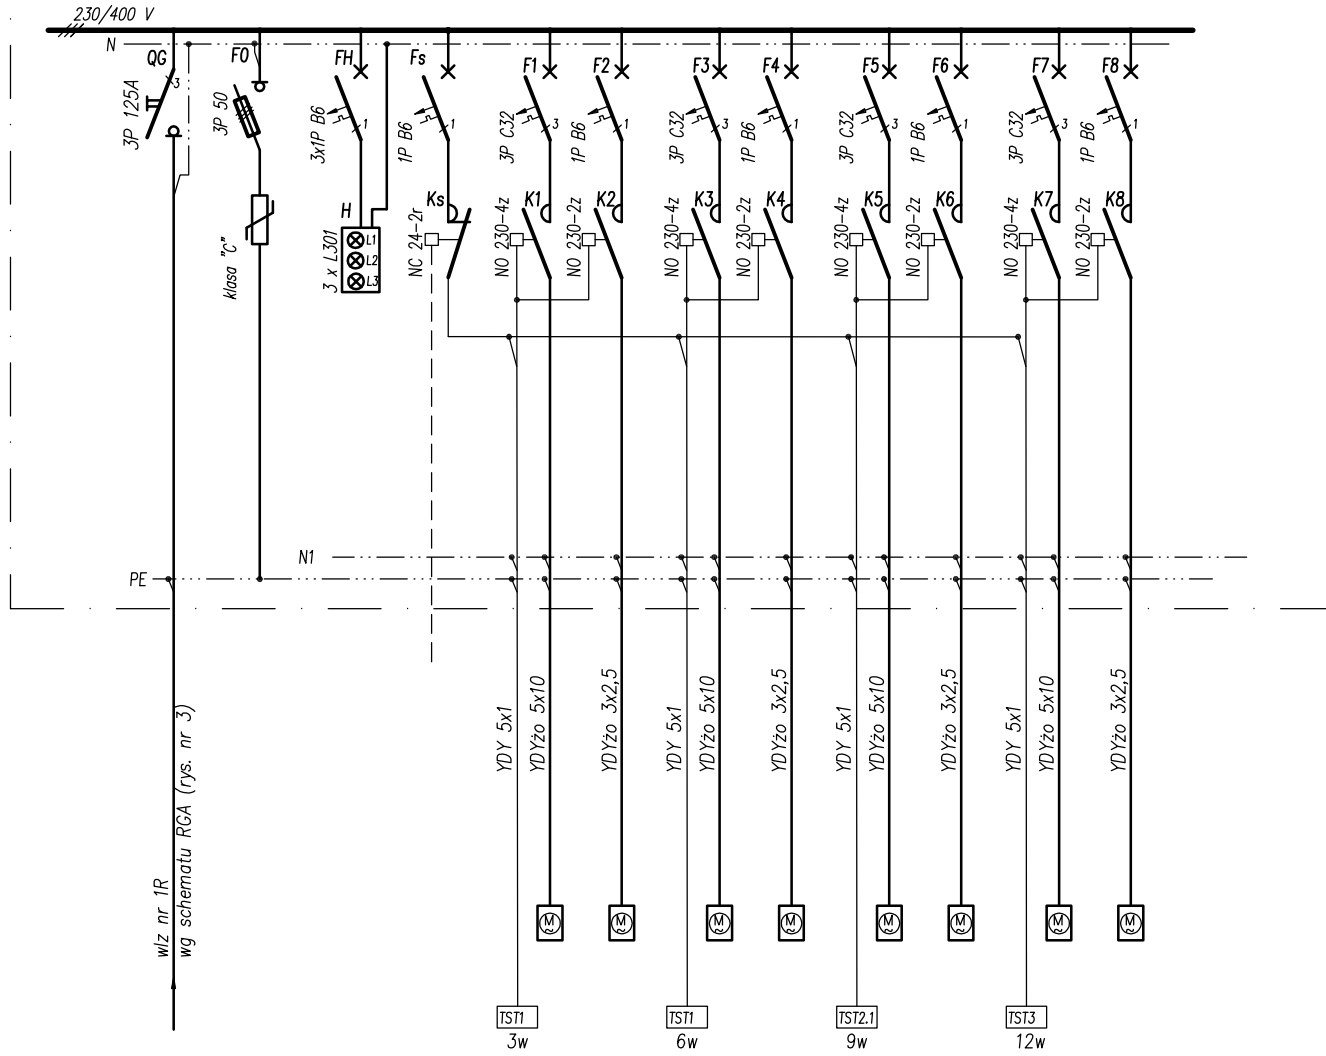 230/400 V
N
QG
3
3P 125A
FO
3P 50
klasa "C"
FH
1
3x1P B6
H
L1
L2
L3
3 x L301
Fs
1
1P B6
Ks
NC 24-2r
F1
3
3P C32
K1
NO 230-4z
F2
1
1P B6
K2
NO 230-2z
F3
3
3P C32
K3
NO 230-4z
F4
1
1P B6
K4
NO 230-2z
F5
3
3P C32
K5
NO 230-4z
F6
1
1P B6
K6
NO 230-2z
F7
3
3P C32
K7
NO 230-4z
F8
1
1P B6
K8
NO 230-2z
N1
PE
wlz nr 1R
wg schematu RGA (rys. nr 3)
YDY 5x1
YDYżo 5x10
YDYżo 3x2,5
YDY 5x1
YDYżo 5x10
YDYżo 3x2,5
YDY 5x1
YDYżo 5x10
YDYżo 3x2,5
YDY 5x1
YDYżo 5x10
YDYżo 3x2,5
M
~
M
~
M
~
M
~
M
~
M
~
M
~
M
~
TST1
3w
TST1
6w
TST2.1
9w
TST3
12w